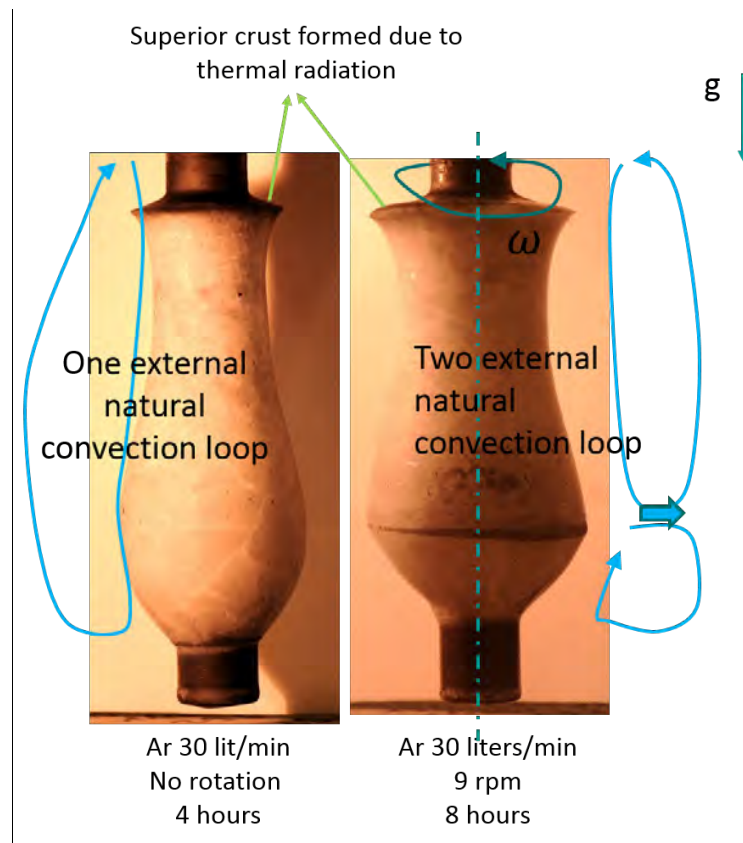 Superior crust formed due to
thermal radiation
g
ω
One external
natural
convection loop
Two external
natural
convection loop
Ar 30 lit/min
No rotation
4 hours
Ar 30 liters/min
9 rpm
8 hours